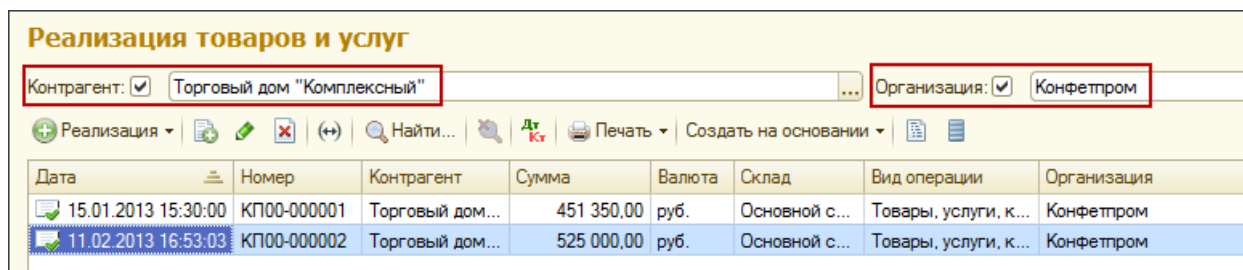 Реализация товаров и услуг
Контрагент: Торговый дом "Комплексный" ... Организация: Конфетпром
Реализация Найти... Дт Кт Печать Создать на основании
Дата Номер Контрагент Сумма Валюта Склад Вид операции Организация
15.01.2013 15:30:00 КП00-000001 Торговый дом... 451 350,00 руб. Основной с... Товары, услуги, к... Конфетпром
11.02.2013 16:53:03 КП00-000002 Торговый дом... 525 000,00 руб. Основной с... Товары, услуги, к... Конфетпром